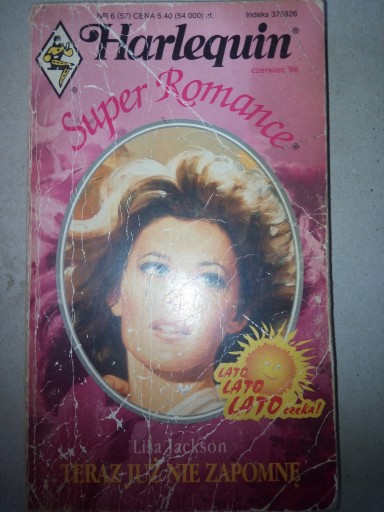 NR 6 (57) CENA 5,40 (54 000) zł. Indeks 378926
Harlequin®
czerwiec '96
Super Romance®
LATO
LATO
LATO czeka!
Lisa Jackson
TERAZ JUŻ NIE ZAPOMNĘ